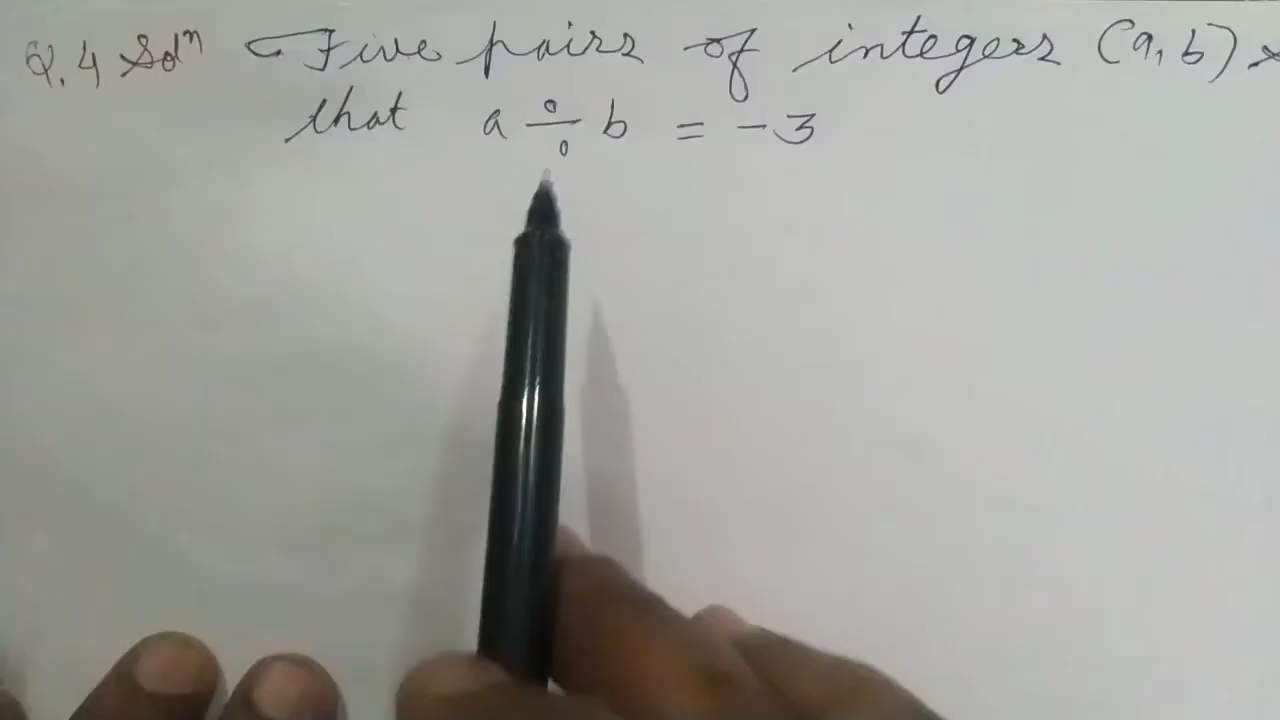 Q.4 Solⁿ Five pairs of integers (a, b)
that a ÷ b = -3